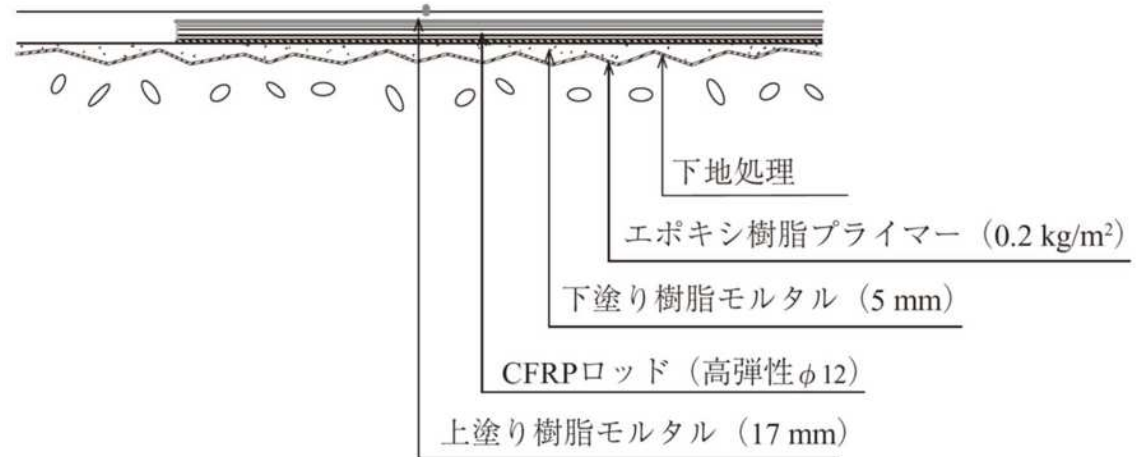 下地処理
エポキシ樹脂プライマー（0.2 kg/m²）
下塗り樹脂モルタル（5 mm）
CFRPロッド（高弾性φ12）
上塗り樹脂モルタル（17 mm）